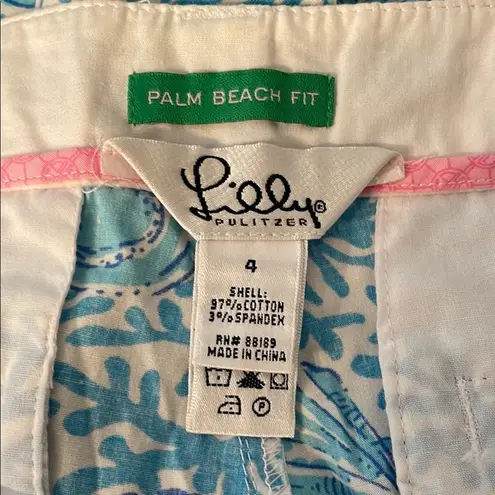 PALM BEACH FIT
Lilly®
PULITZER
4
SHELL:
97%COTTON
3%SPANDEX
RN# 88189
MADE IN CHINA
P